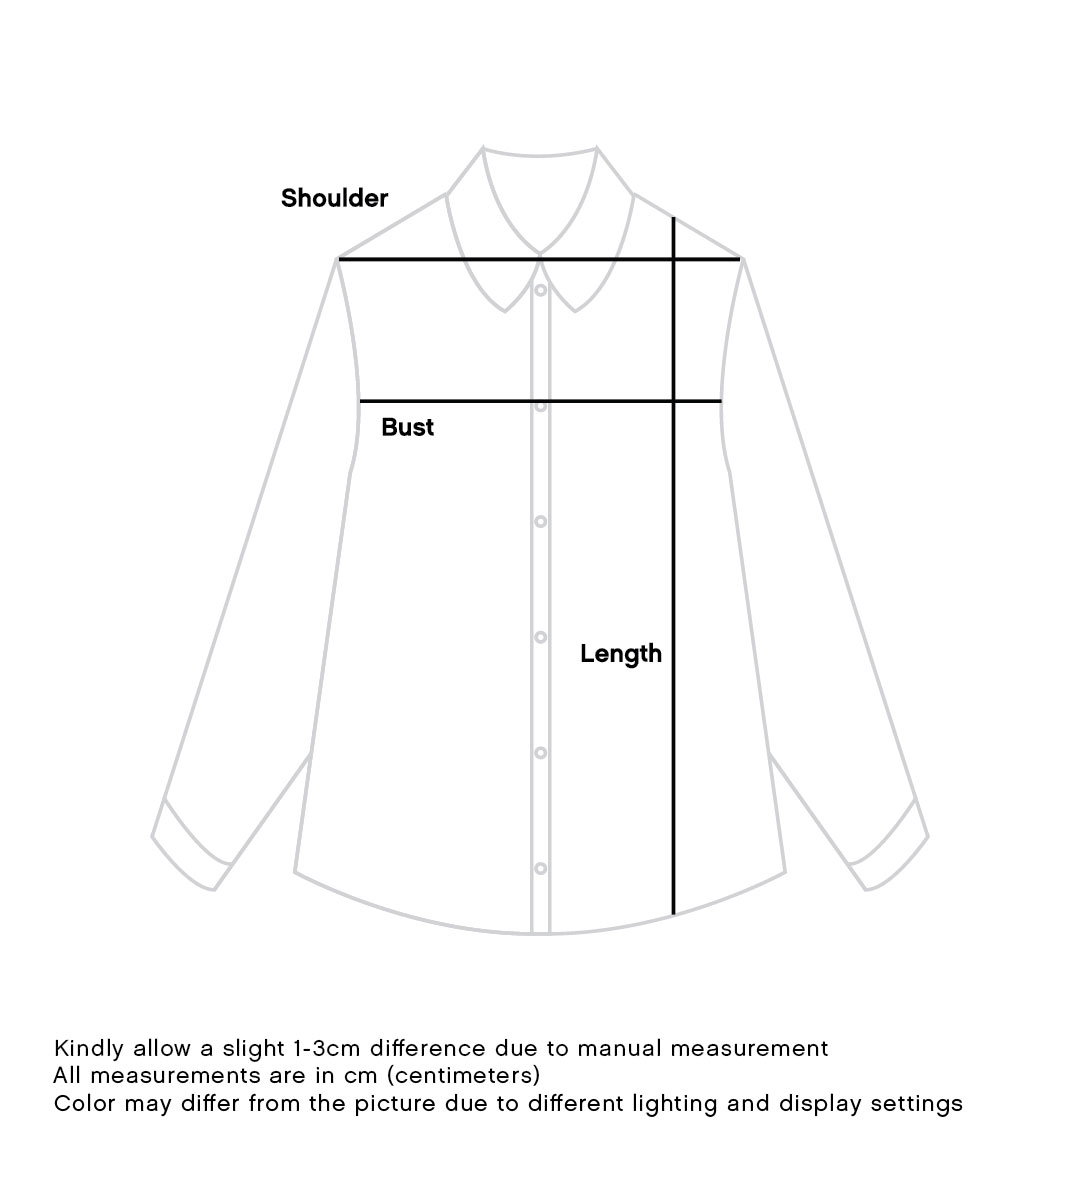 Shoulder
Bust
Length
Kindly allow a slight 1-3cm difference due to manual measurement
All measurements are in cm (centimeters)
Color may differ from the picture due to different lighting and display settings